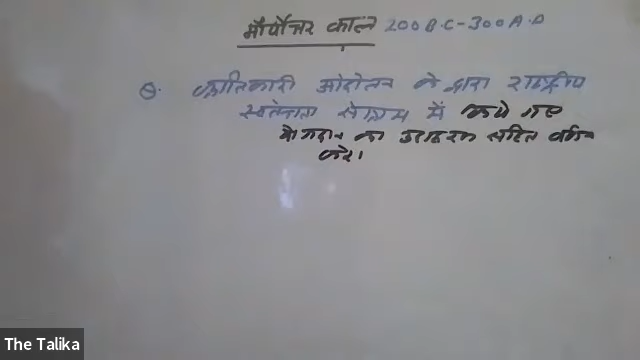 मौर्योत्तर काल 200 B.C-300 A.D
Q. क्रांतिकारी आंदोलन के द्वारा राष्ट्रीय
स्वतंत्रता संग्राम में किये गए
योगदान का उदाहरण सहित वर्णन
करें।
The Talika